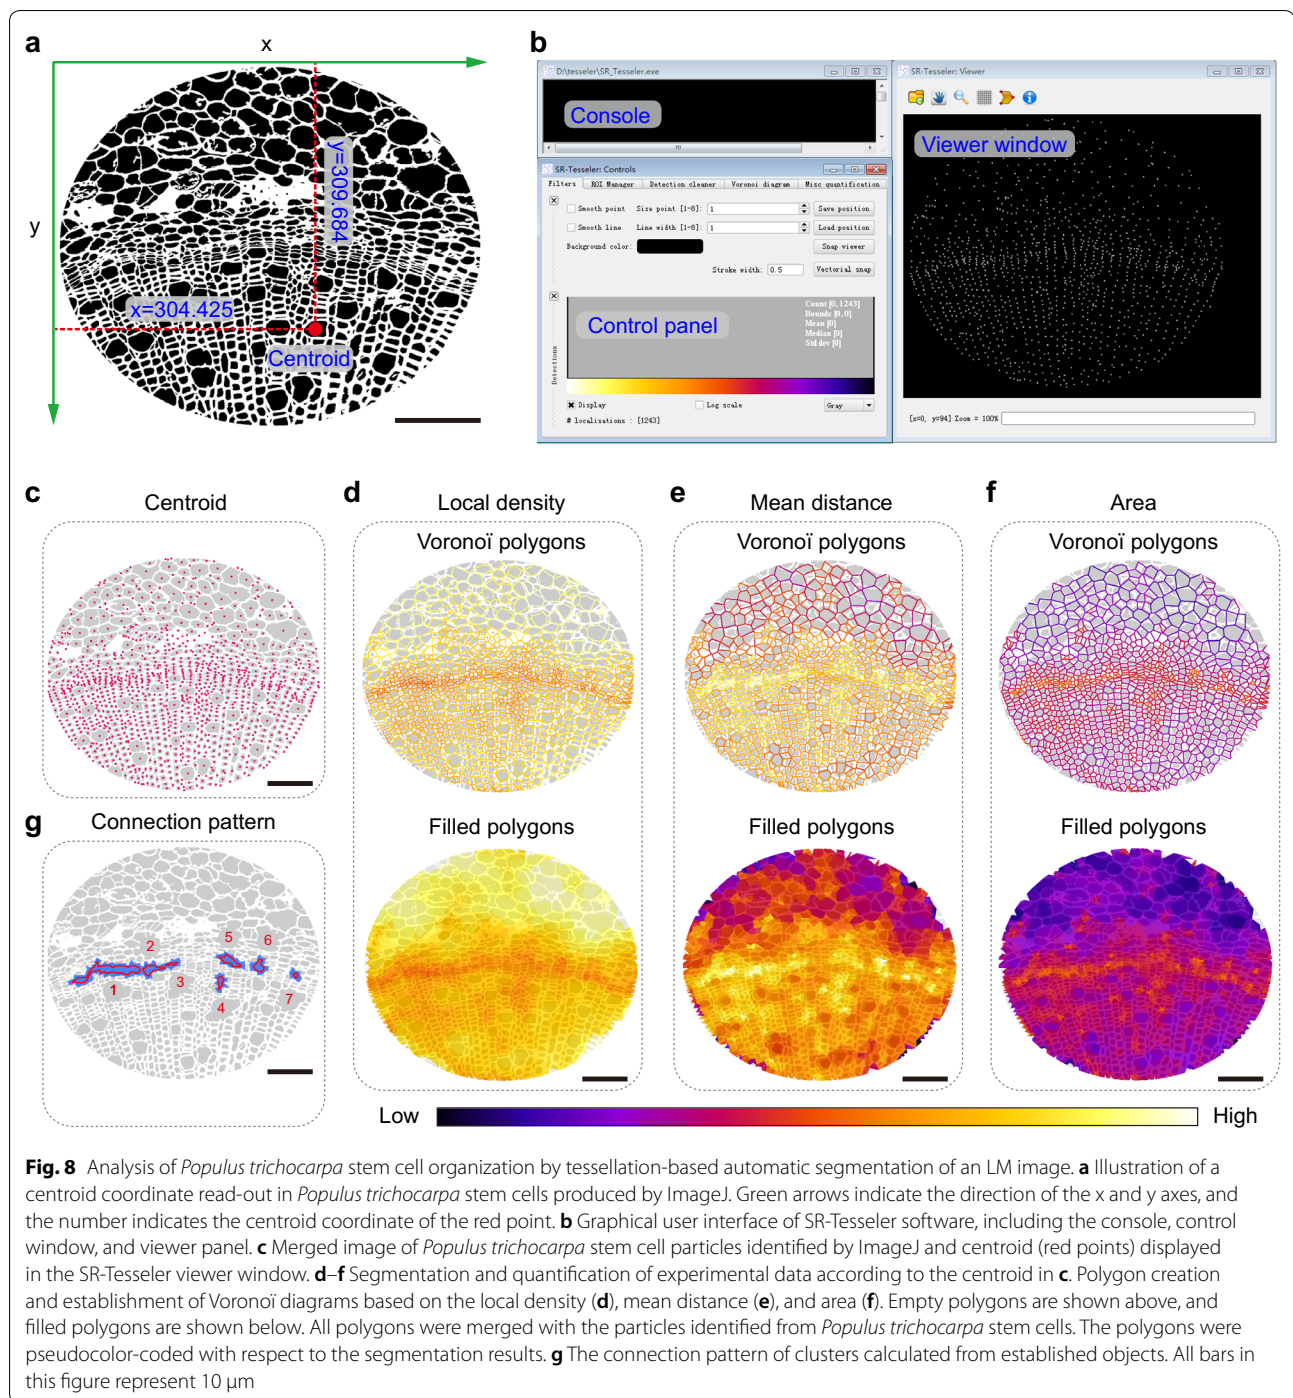 a
x
y
y=309.684
x=304.425
Centroid
b
D:\tesseler\SR_Tesseler.exe
Console
SR-Tesseler: Controls
Filters ROI Manager Detection cleaner Voronoi diagram Misc quantification
Smooth point Size point [1-8]: 1 Save position
Smooth line Line width [1-8]: 1 Load position
Background color: Snap viewer
Stroke width: 0.5 Vectorial snap
Detections
Control panel
Count [0,1243]
Bounds [0,0]
Mean [0]
Median [0]
Std dev [0]
Display Log scale Gray
# localisations : [1243]
SR-Tesseler: Viewer
Viewer window
[x=0, y=94] Zoom = 100%
c
Centroid
d
Local density
Voronoï polygons
Filled polygons
e
Mean distance
Voronoï polygons
Filled polygons
f
Area
Voronoï polygons
Filled polygons
g
Connection pattern
1
2
3
4
5
6
7
Low High
Fig. 8 Analysis of Populus trichocarpa stem cell organization by tessellation-based automatic segmentation of an LM image. a Illustration of a
centroid coordinate read-out in Populus trichocarpa stem cells produced by ImageJ. Green arrows indicate the direction of the x and y axes, and
the number indicates the centroid coordinate of the red point. b Graphical user interface of SR-Tesseler software, including the console, control
window, and viewer panel. c Merged image of Populus trichocarpa stem cell particles identified by ImageJ and centroid (red points) displayed
in the SR-Tesseler viewer window. d–f Segmentation and quantification of experimental data according to the centroid in c. Polygon creation
and establishment of Voronoï diagrams based on the local density (d), mean distance (e), and area (f). Empty polygons are shown above, and
filled polygons are shown below. All polygons were merged with the particles identified from Populus trichocarpa stem cells. The polygons were
pseudocolor-coded with respect to the segmentation results. g The connection pattern of clusters calculated from established objects. All bars in
this figure represent 10 μm